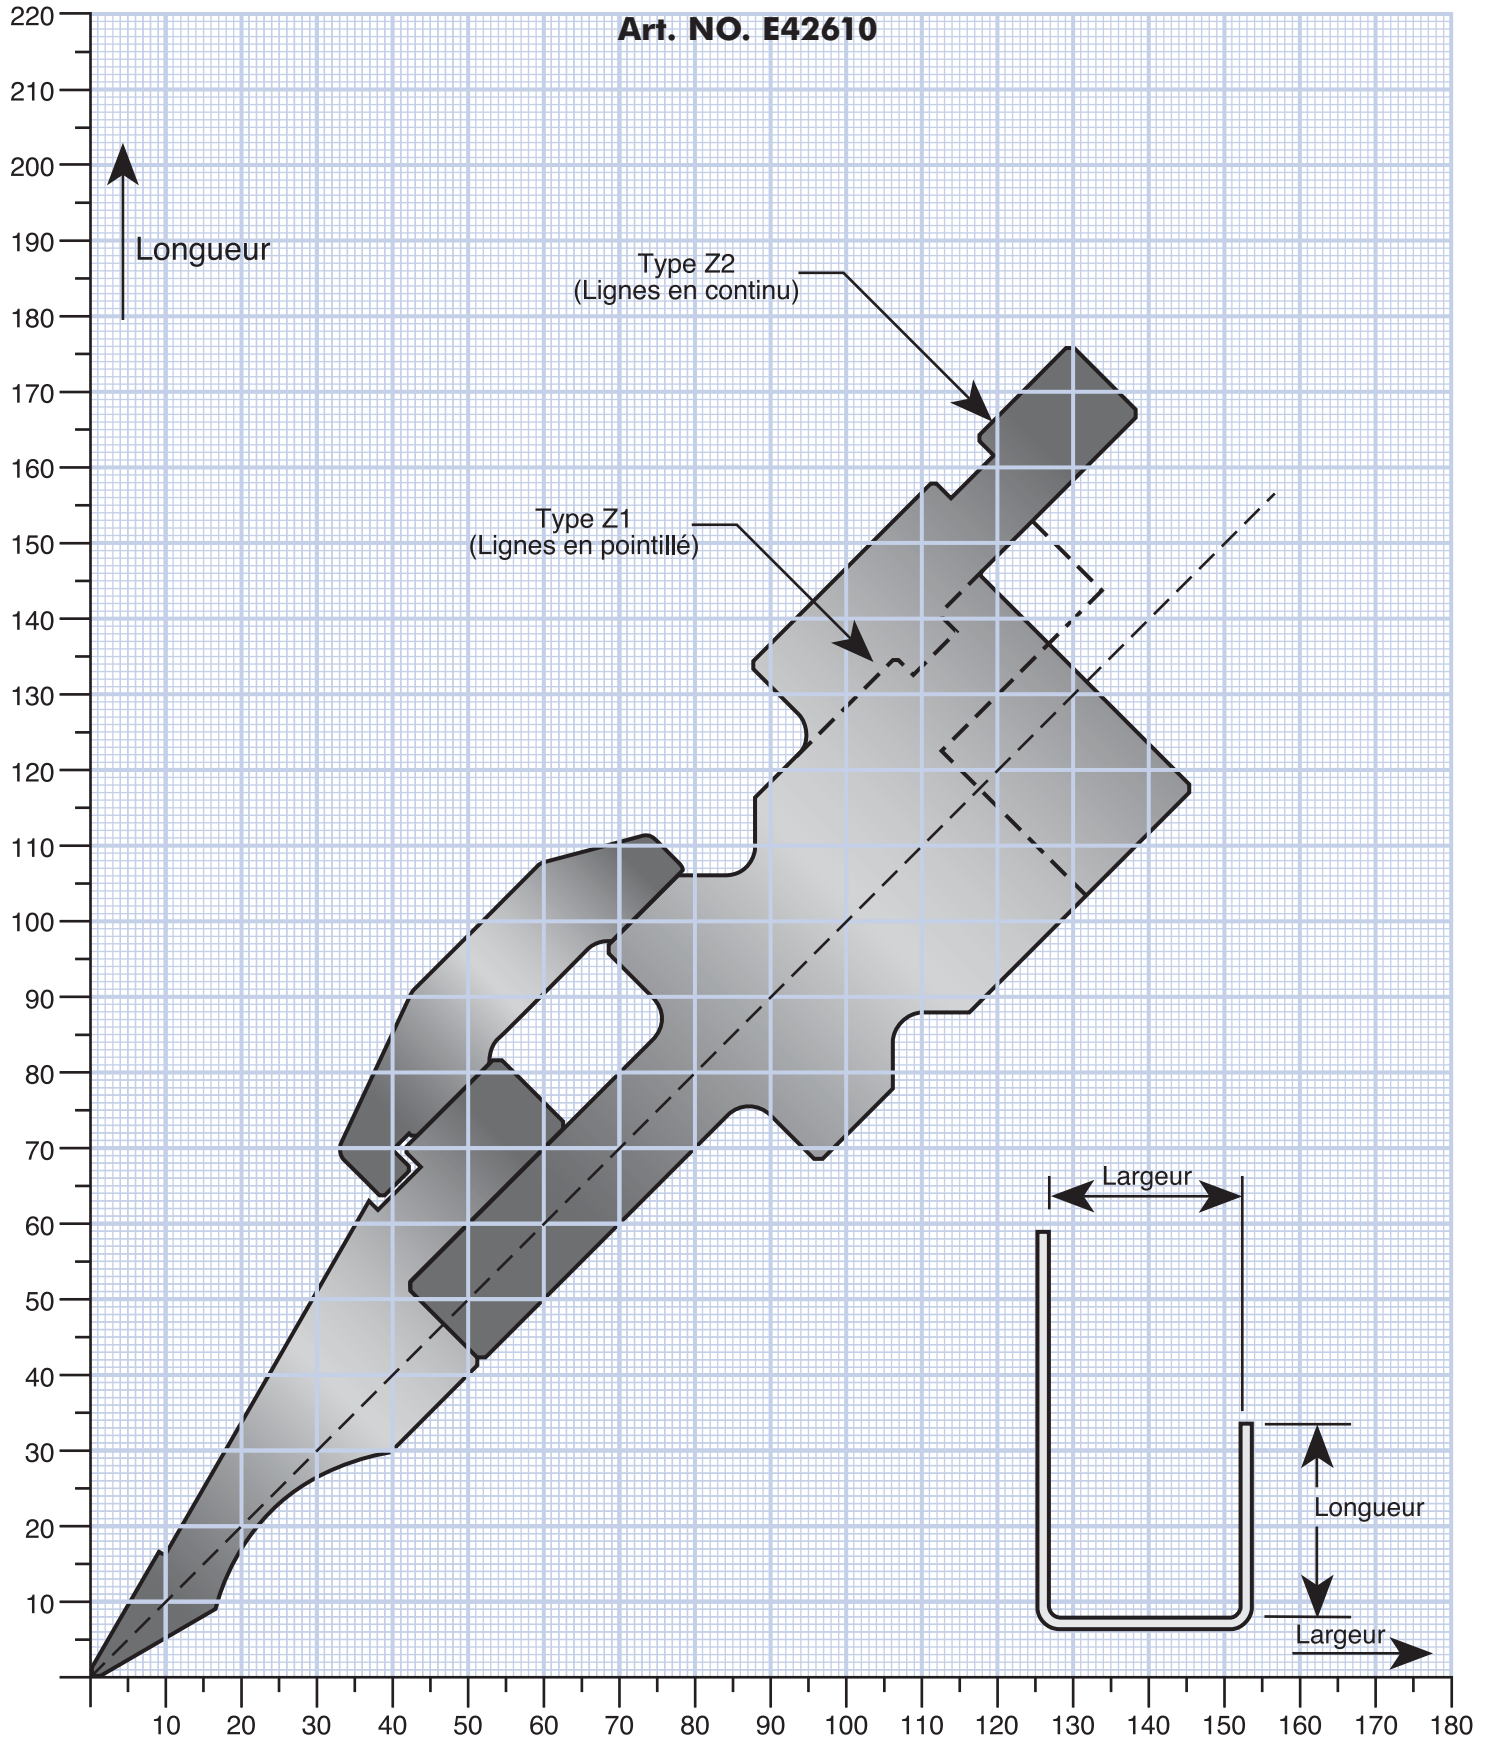 Art. NO. E42610
220
210
200
190
180
170
160
150
140
130
120
110
100
90
80
70
60
50
40
30
20
10
Longueur
Type Z2
(Lignes en continu)
Type Z1
(Lignes en pointillé)
Largeur
Longueur
Largeur
10 20 30 40 50 60 70 80 90 100 110 120 130 140 150 160 170 180